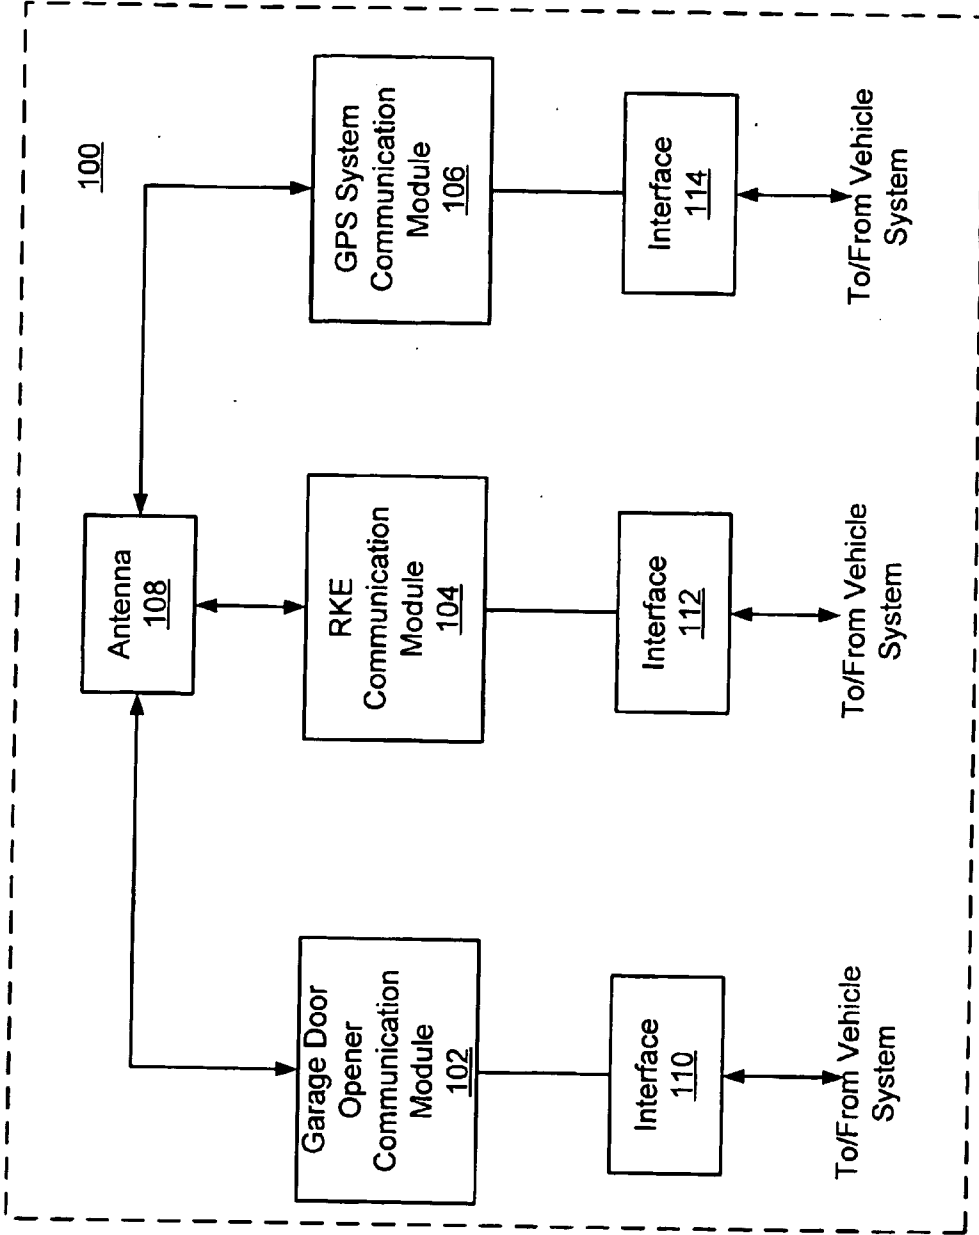 100
Antenna
108
Garage Door
Opener
Communication
Module
102
RKE
Communication
Module
104
GPS System
Communication
Module
106
Interface
110
Interface
112
Interface
114
To/From Vehicle
System
To/From Vehicle
System
To/From Vehicle
System